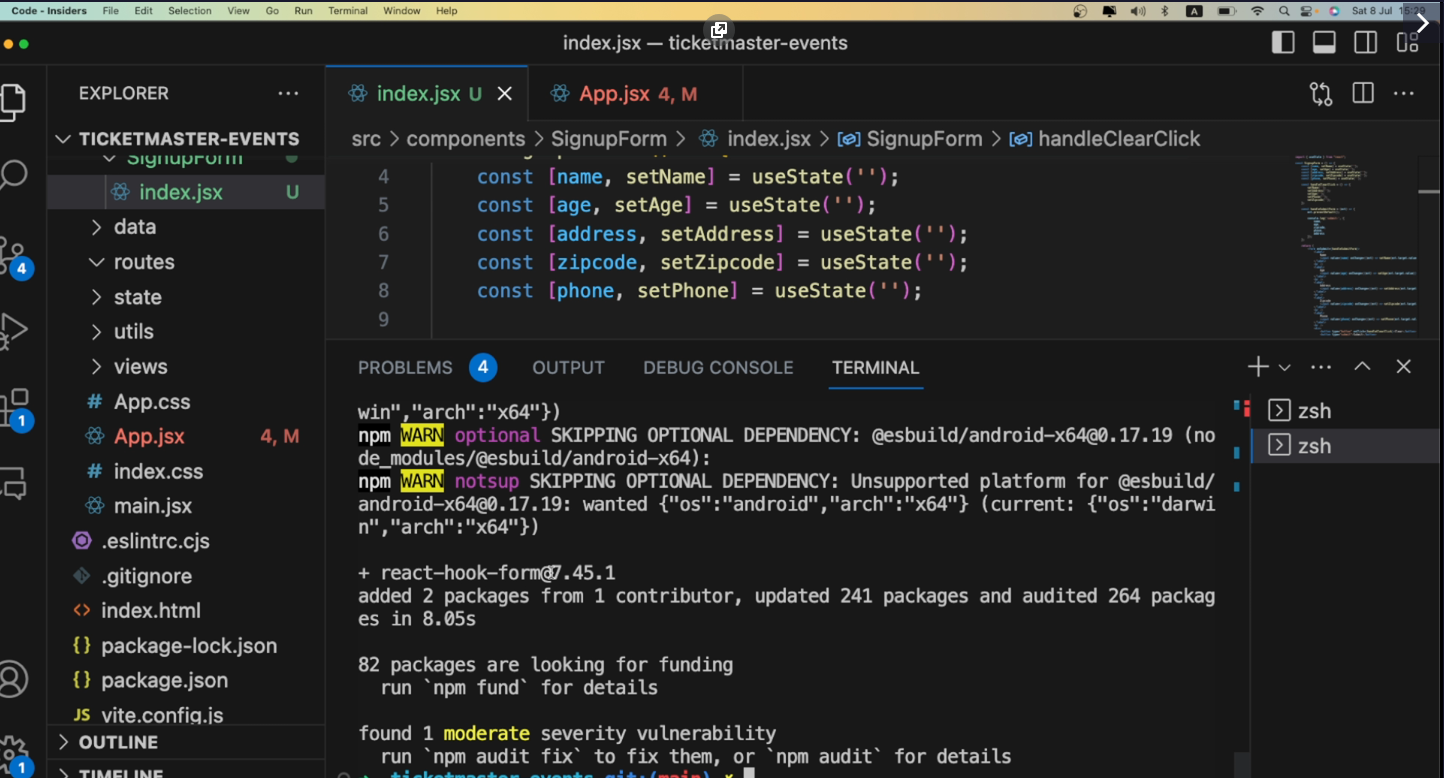 Code - Insiders File Edit Selection View Go Run Terminal Window Help A Sat 8 Jul 15:29
index.jsx — ticketmaster-events
EXPLORER
TICKETMASTER-EVENTS
SignupForm
index.jsx U
data
routes
state
utils
views
# App.css
App.jsx 4, M
# index.css
main.jsx
.eslintrc.cjs
.gitignore
<> index.html
{} package-lock.json
{} package.json
JS vite.config.js
OUTLINE
TIMELINE
4
1
1
index.jsx U
App.jsx 4, M
src > components > SignupForm > index.jsx > SignupForm > handleClearClick
4 const [name, setName] = useState('');
5 const [age, setAge] = useState('');
6 const [address, setAddress] = useState('');
7 const [zipcode, setZipcode] = useState('');
8 const [phone, setPhone] = useState('');
9
PROBLEMS 4 OUTPUT DEBUG CONSOLE TERMINAL
win","arch":"x64"})
npm WARN optional SKIPPING OPTIONAL DEPENDENCY: @esbuild/android-x64@0.17.19 (no
de_modules/@esbuild/android-x64):
npm WARN notsup SKIPPING OPTIONAL DEPENDENCY: Unsupported platform for @esbuild/
android-x64@0.17.19: wanted {"os":"android","arch":"x64"} (current: {"os":"darwi
n","arch":"x64"})
+ react-hook-form@7.45.1
added 2 packages from 1 contributor, updated 241 packages and audited 264 packag
es in 8.05s
82 packages are looking for funding
run `npm fund` for details
found 1 moderate severity vulnerability
run `npm audit fix` to fix them, or `npm audit` for details
ticketmaster-events git:(main)
zsh
zsh